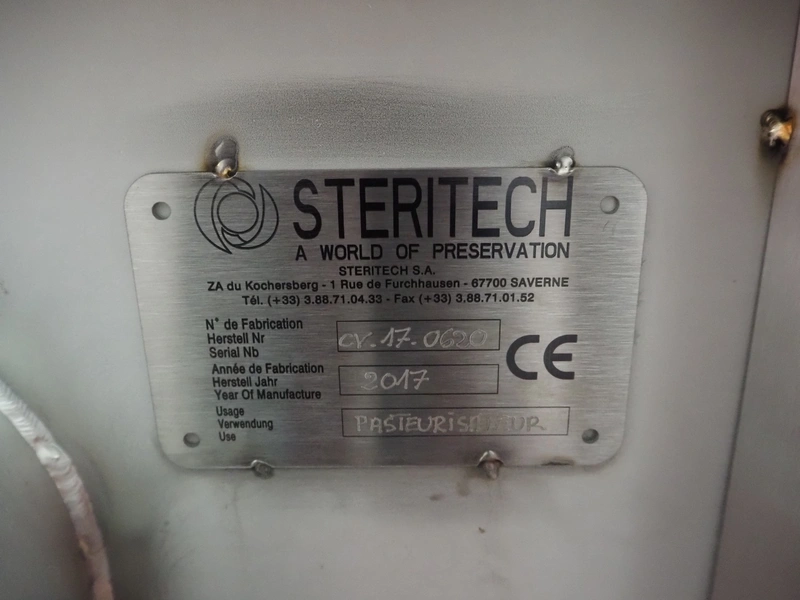 STERITECH
A WORLD OF PRESERVATION
STERITECH S.A.
ZA du Kochersberg - 1 Rue de Furchhausen - 67700 SAVERNE
Tél. (+33) 3.88.71.04.33 - Fax (+33) 3.88.71.01.52
N° de Fabrication
Herstell Nr
Serial Nb
CV.17.0620
CE
Année de Fabrication
Herstell Jahr
Year Of Manufacture
2017
Usage
Verwendung
Use
PASTEURISATEUR